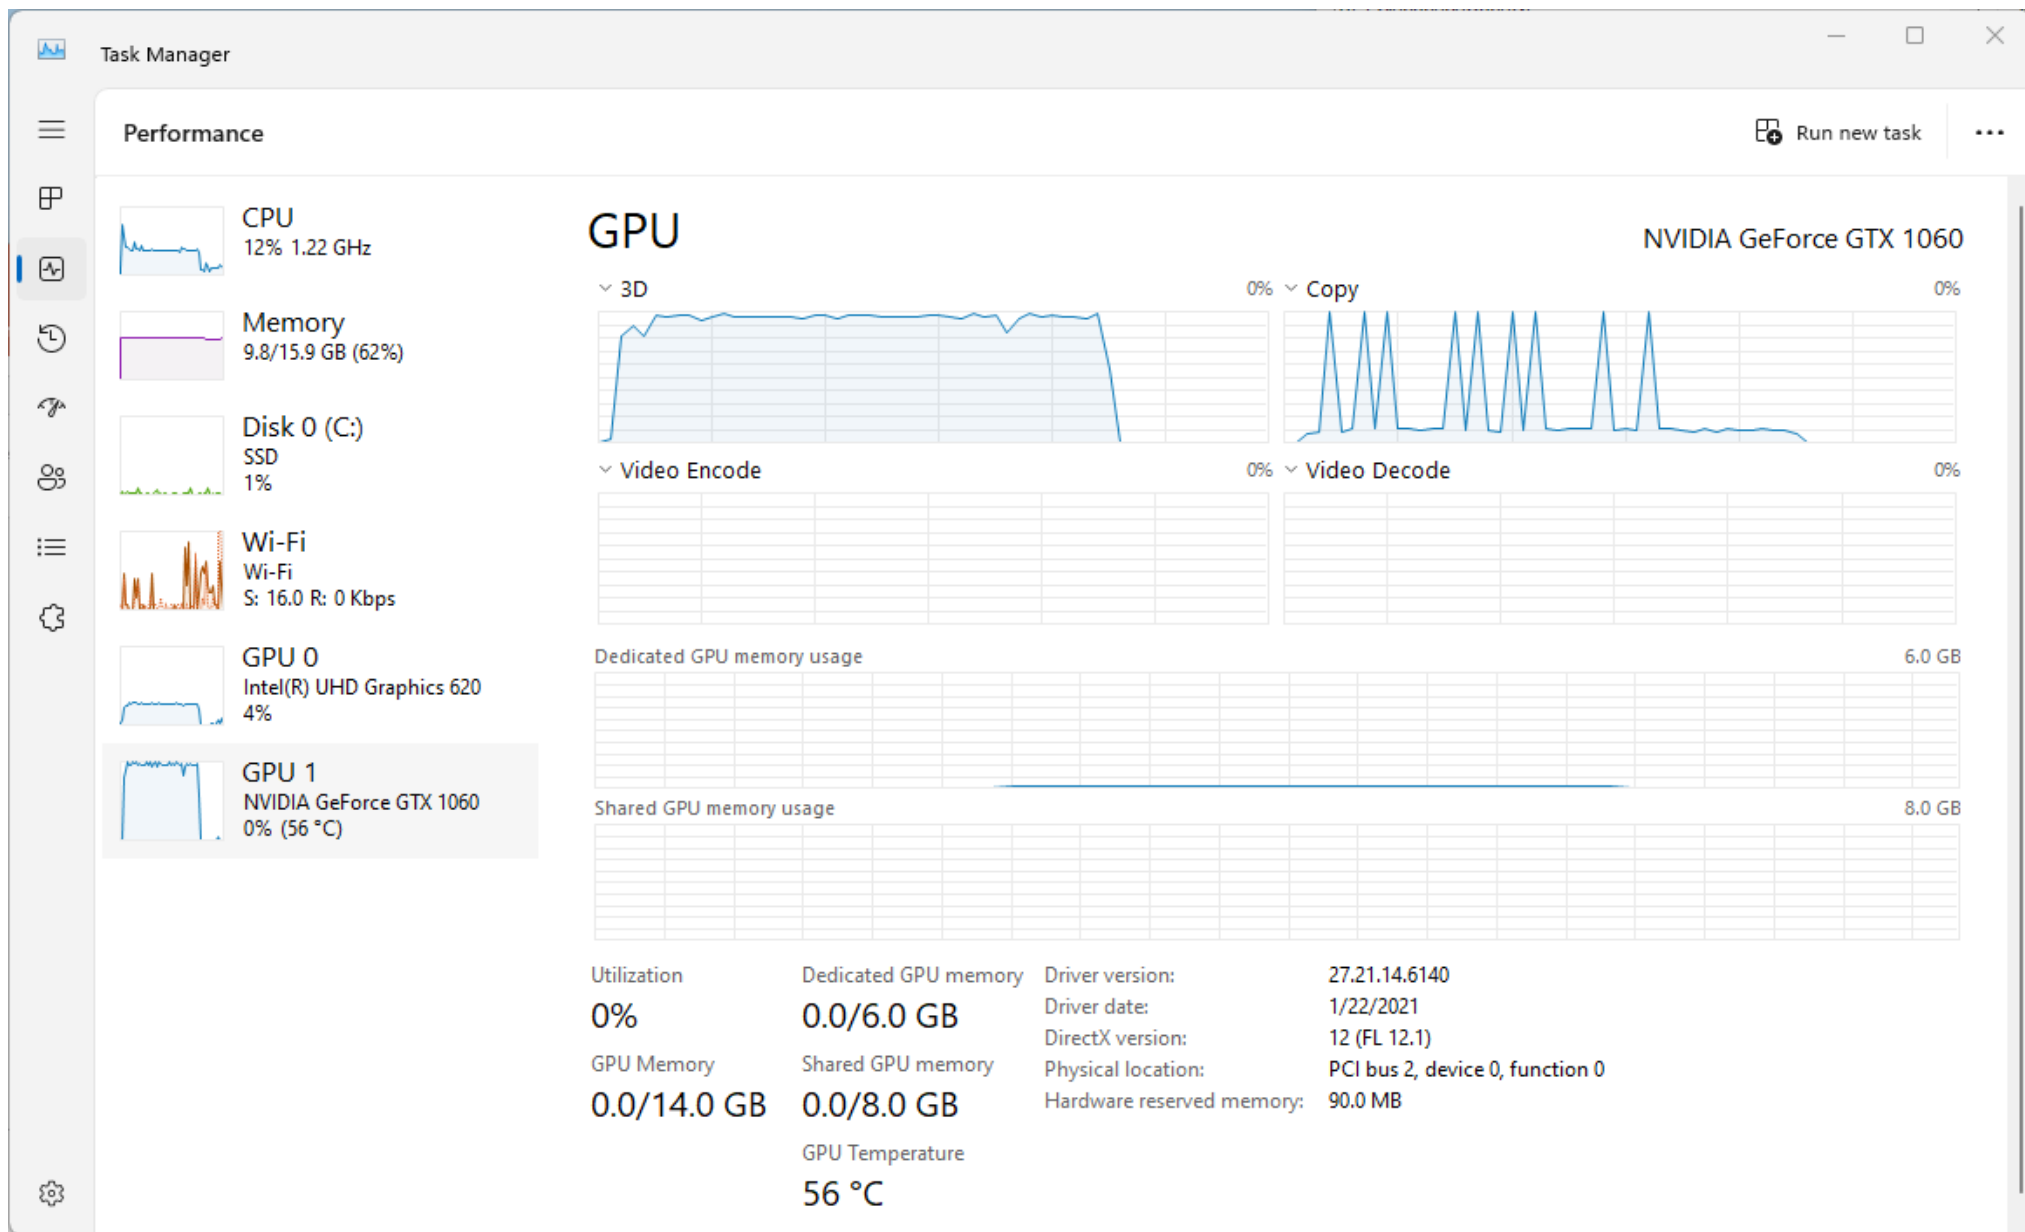 Task Manager
Performance
Run new task
CPU
12% 1.22 GHz
Memory
9.8/15.9 GB (62%)
Disk 0 (C:)
SSD
1%
Wi-Fi
Wi-Fi
S: 16.0 R: 0 Kbps
GPU 0
Intel(R) UHD Graphics 620
4%
GPU 1
NVIDIA GeForce GTX 1060
0% (56 °C)
GPU
NVIDIA GeForce GTX 1060
3D 0%
Copy 0%
Video Encode 0%
Video Decode 0%
Dedicated GPU memory usage 6.0 GB
Shared GPU memory usage 8.0 GB
Utilization
0%
Dedicated GPU memory
0.0/6.0 GB
GPU Memory
0.0/14.0 GB
Shared GPU memory
0.0/8.0 GB
GPU Temperature
56 °C
Driver version: 27.21.14.6140
Driver date: 1/22/2021
DirectX version: 12 (FL 12.1)
Physical location: PCI bus 2, device 0, function 0
Hardware reserved memory: 90.0 MB